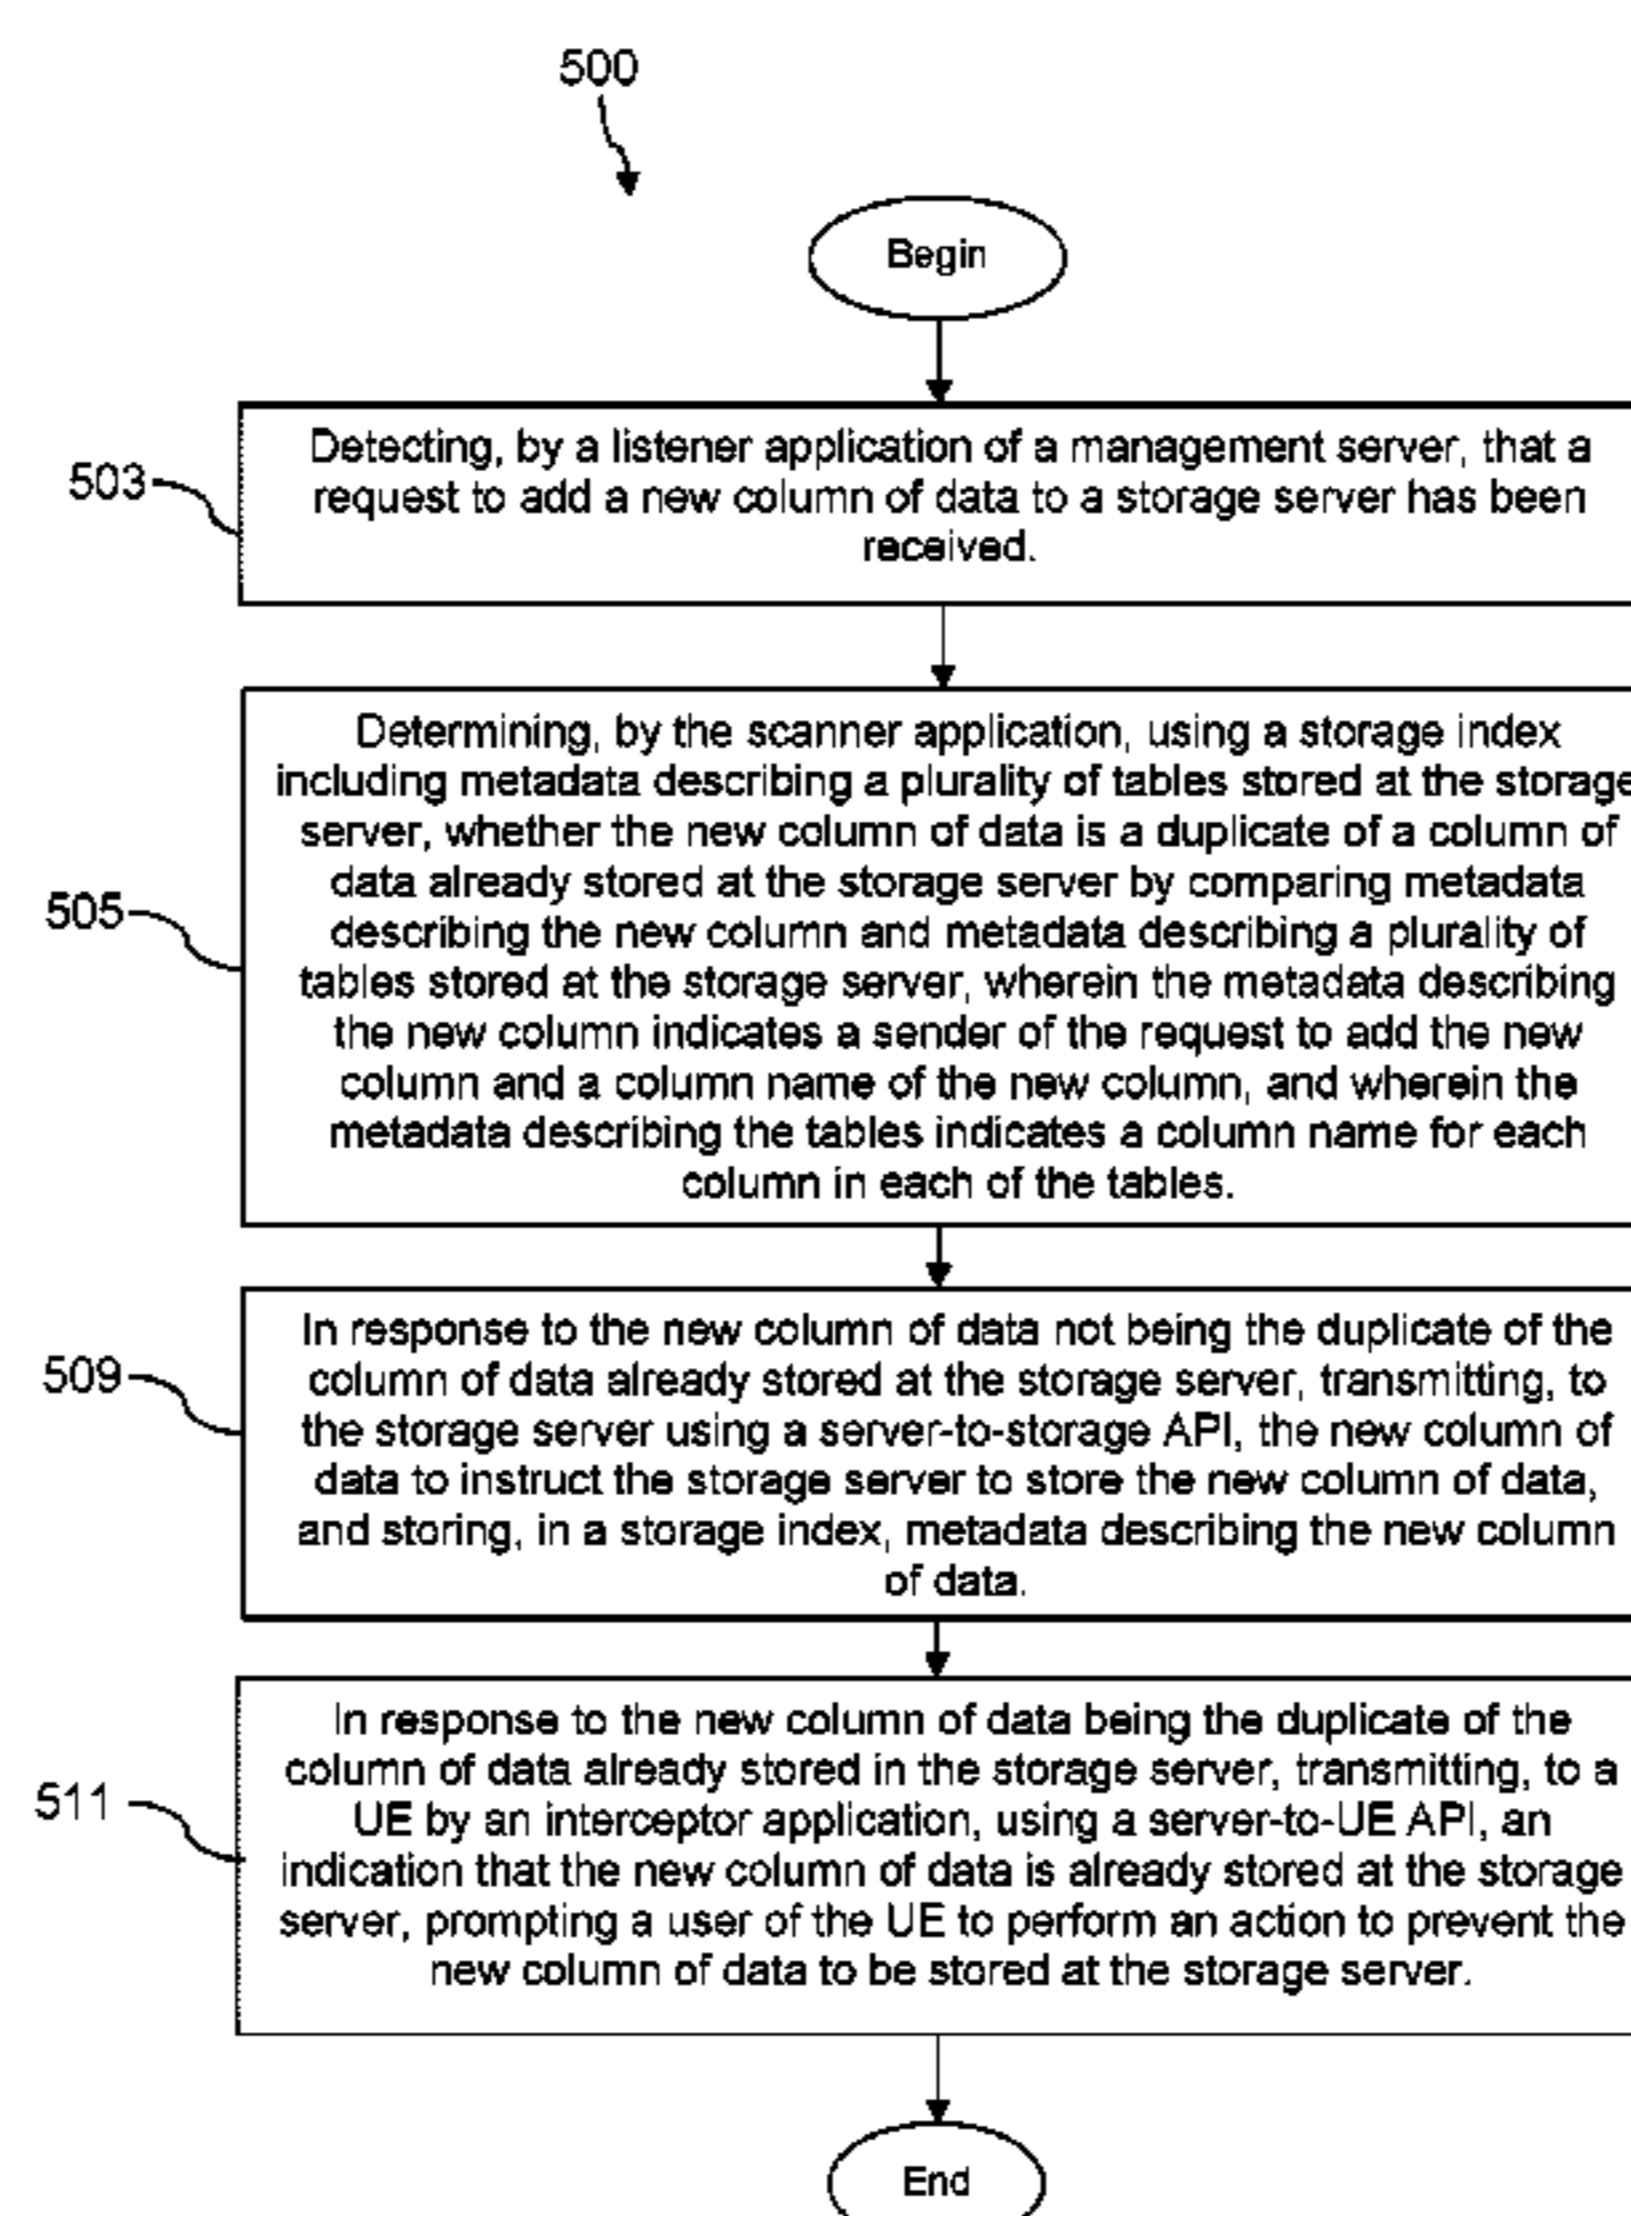 500
Begin
503
Detecting, by a listener application of a management server, that a
request to add a new column of data to a storage server has been
received.
505
Determining, by the scanner application, using a storage index
including metadata describing a plurality of tables stored at the storage
server, whether the new column of data is a duplicate of a column of
data already stored at the storage server by comparing metadata
describing the new column and metadata describing a plurality of
tables stored at the storage server, wherein the metadata describing
the new column indicates a sender of the request to add the new
column and a column name of the new column, and wherein the
metadata describing the tables indicates a column name for each
column in each of the tables.
509
In response to the new column of data not being the duplicate of the
column of data already stored at the storage server, transmitting, to
the storage server using a server-to-storage API, the new column of
data to instruct the storage server to store the new column of data,
and storing, in a storage index, metadata describing the new column
of data.
511
In response to the new column of data being the duplicate of the
column of data already stored in the storage server, transmitting, to a
UE by an interceptor application, using a server-to-UE API, an
indication that the new column of data is already stored at the storage
server, prompting a user of the UE to perform an action to prevent the
new column of data to be stored at the storage server.
End